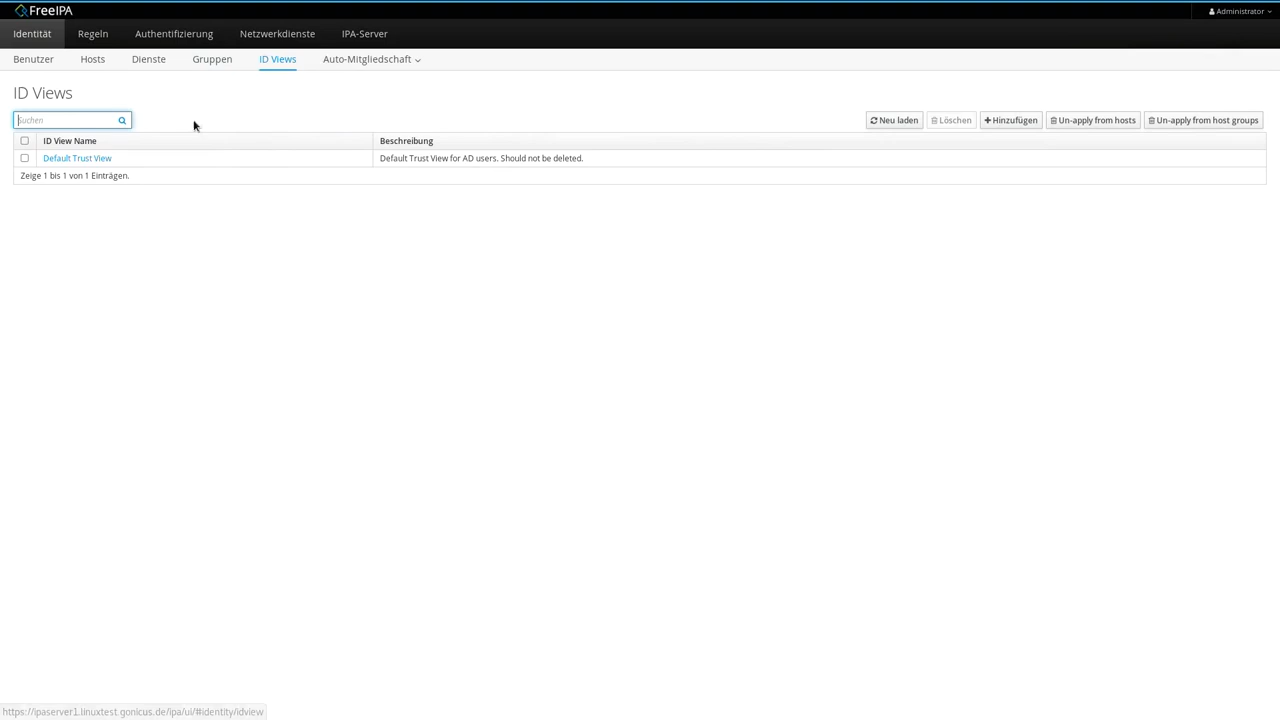 FreeIPA
Administrator
Identität Regeln Authentifizierung Netzwerkdienste IPA-Server
Benutzer Hosts Dienste Gruppen ID Views Auto-Mitgliedschaft
ID Views
Suchen Neu laden Löschen Hinzufügen Un-apply from hosts Un-apply from host groups
ID View Name Beschreibung
Default Trust View Default Trust View for AD users. Should not be deleted.
Zeige 1 bis 1 von 1 Einträgen.
https://ipaserver1.linuxtest.gonicus.de/ipa/ui/#identity/idview